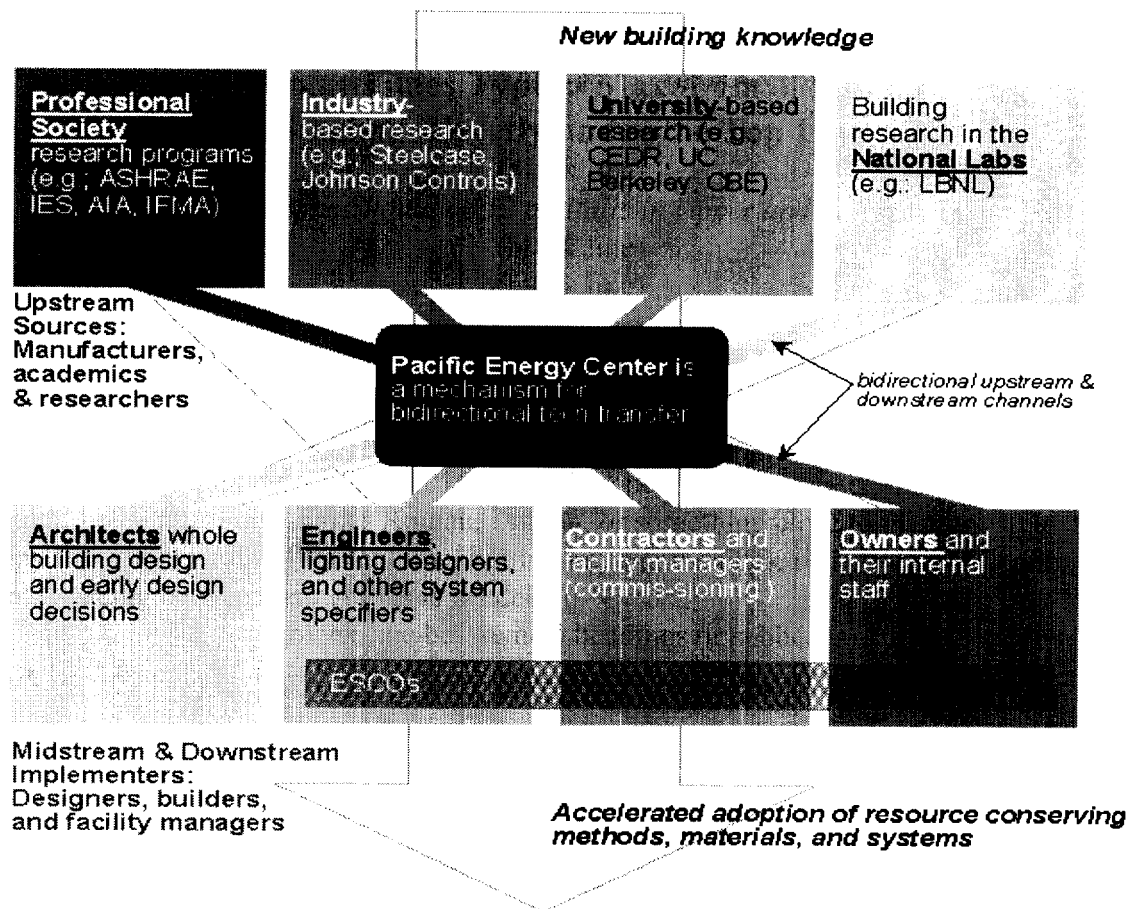 New building knowledge
Professional
Society
research programs
(e.g.; ASHRAE,
IES, AIA, IFMA)
Industry-
based research
(e.g.; Steelcase,
Johnson Controls)
University-based
research (e.g.;
CEDR, UC
Berkeley, CBE)
Building
research in the
National Labs
(e.g.: LBNL)
Upstream
Sources:
Manufacturers,
academics
& researchers
Pacific Energy Center is
a mechanism for
bidirectional tech transfer
bidirectional upstream &
downstream channels
Architects whole
building design
and early design
decisions
Engineers,
lighting designers,
and other system
specifiers
Contractors and
facility managers
(commis-sioning )
Owners and
their internal
staff
ESCOs
Midstream & Downstream
Implementers:
Designers, builders,
and facility managers
Accelerated adoption of resource conserving
methods, materials, and systems